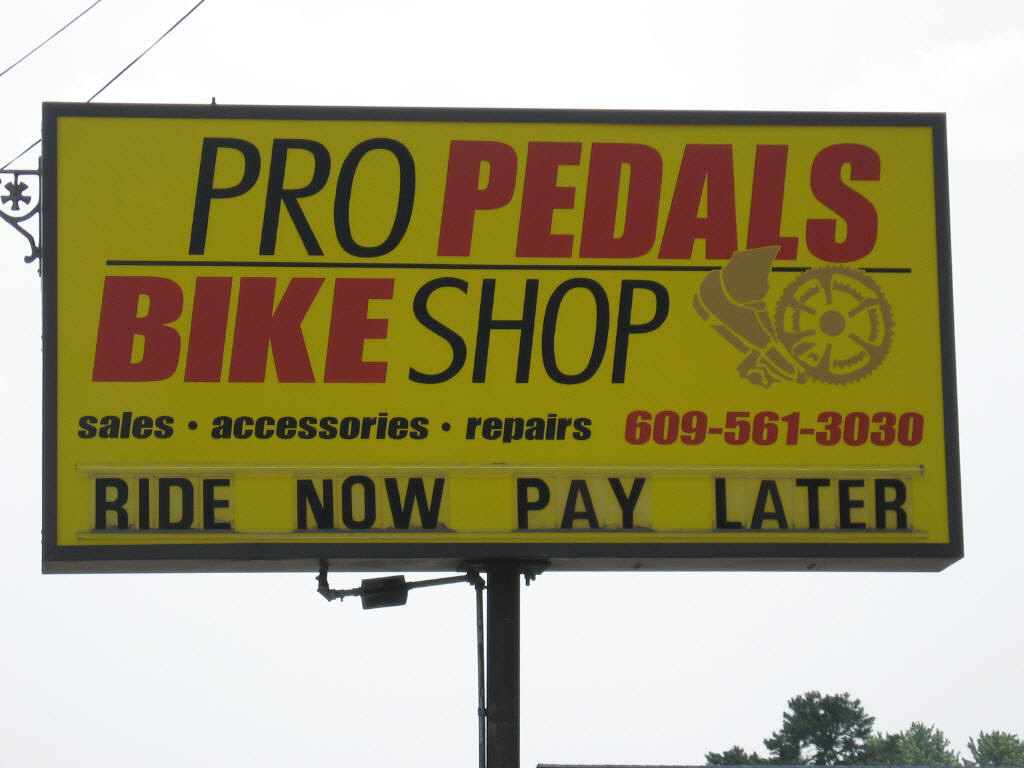 PRO PEDALS
BIKE SHOP
sales • accessories • repairs 609-561-3030
RIDE NOW PAY LATER